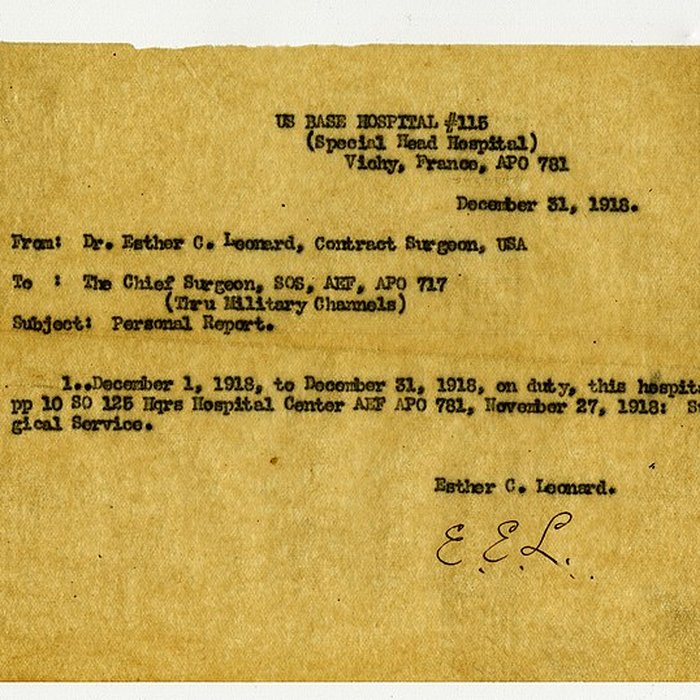 US BASE HOSPITAL #115
(Special Head Hospital)
Vichy, France, APO 781
December 31, 1918.
From: Dr. Esther C. Leonard, Contract Surgeon, USA
To : The Chief Surgeon, SOS, AEF, APO 717
(Thru Military Channels)
Subject: Personal Report.
1..December 1, 1918, to December 31, 1918, on duty, this hospita
pp 10 SO 125 Hqrs Hospital Center AEF APO 781, November 27, 1918: Su
gical Service.
Esther C. Leonard.
E. E. L.